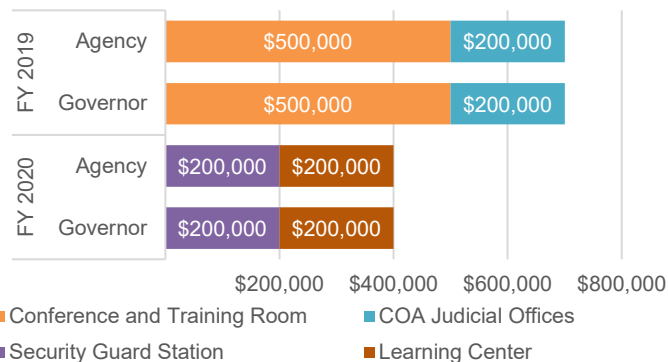 FY 2019
Agency $500,000 $200,000
Governor $500,000 $200,000
FY 2020
Agency $200,000 $200,000
Governor $200,000 $200,000
$200,000 $400,000 $600,000 $800,000
Conference and Training Room COA Judicial Offices
Security Guard Station Learning Center